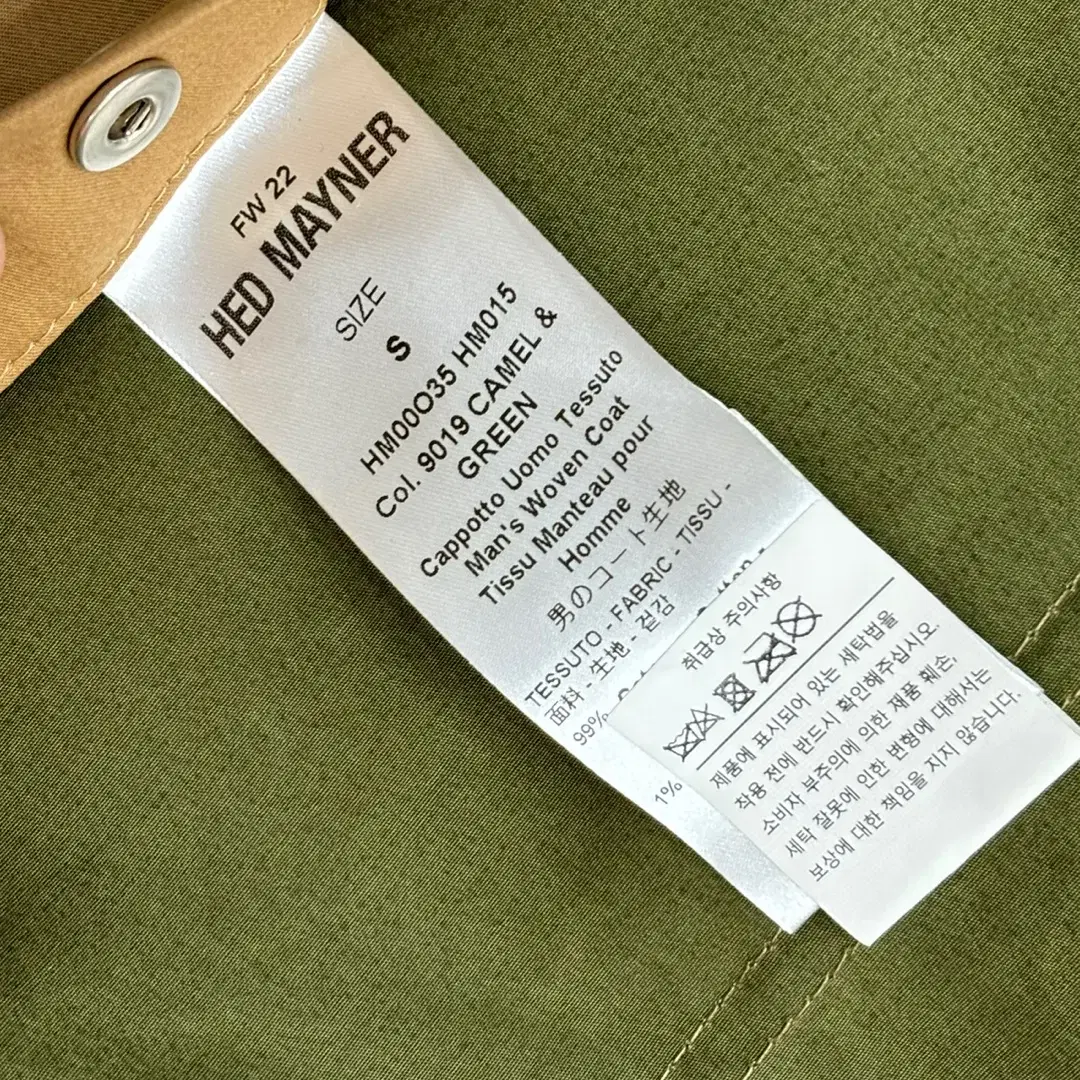 FW 22
HED MAYNER
SIZE
S
HM00O35 HM015
Col. 9019 CAMEL &
GREEN
Cappotto Uomo Tessuto
Man's Woven Coat
Tissu Manteau pour
Homme
男のコート生地
TESSUTO - FABRIC - TISSU -
面料 - 生地 - 겉감
99%
1%
취급상 주의사항
제품에 표시되어 있는 세탁법을
착용 전에 반드시 확인해주십시오.
소비자 부주의에 의한 제품 훼손,
세탁 잘못에 인한 변형에 대해서는
보상에 대한 책임을 지지 않습니다.